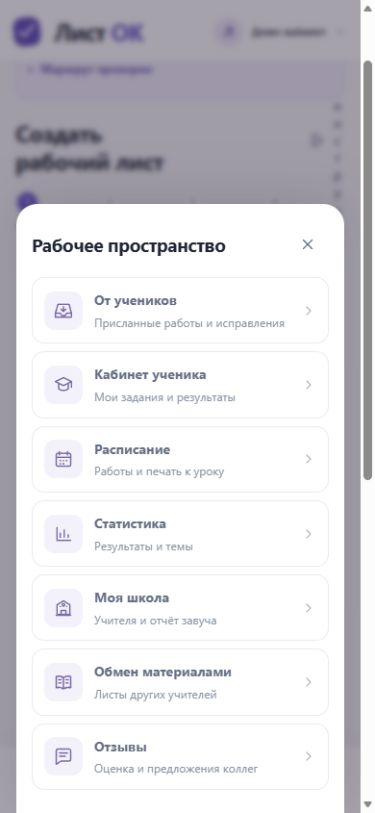 Лист ОК
Демо-кабинет
Маршрут проверки
Создать
рабочий лист
Рабочее пространство
От учеников
Присланные работы и исправления
Кабинет ученика
Мои задания и результаты
Расписание
Работы и печать к уроку
Статистика
Результаты и темы
Моя школа
Учителя и отчёт завуча
Обмен материалами
Листы других учителей
Отзывы
Оценка и предложения коллег